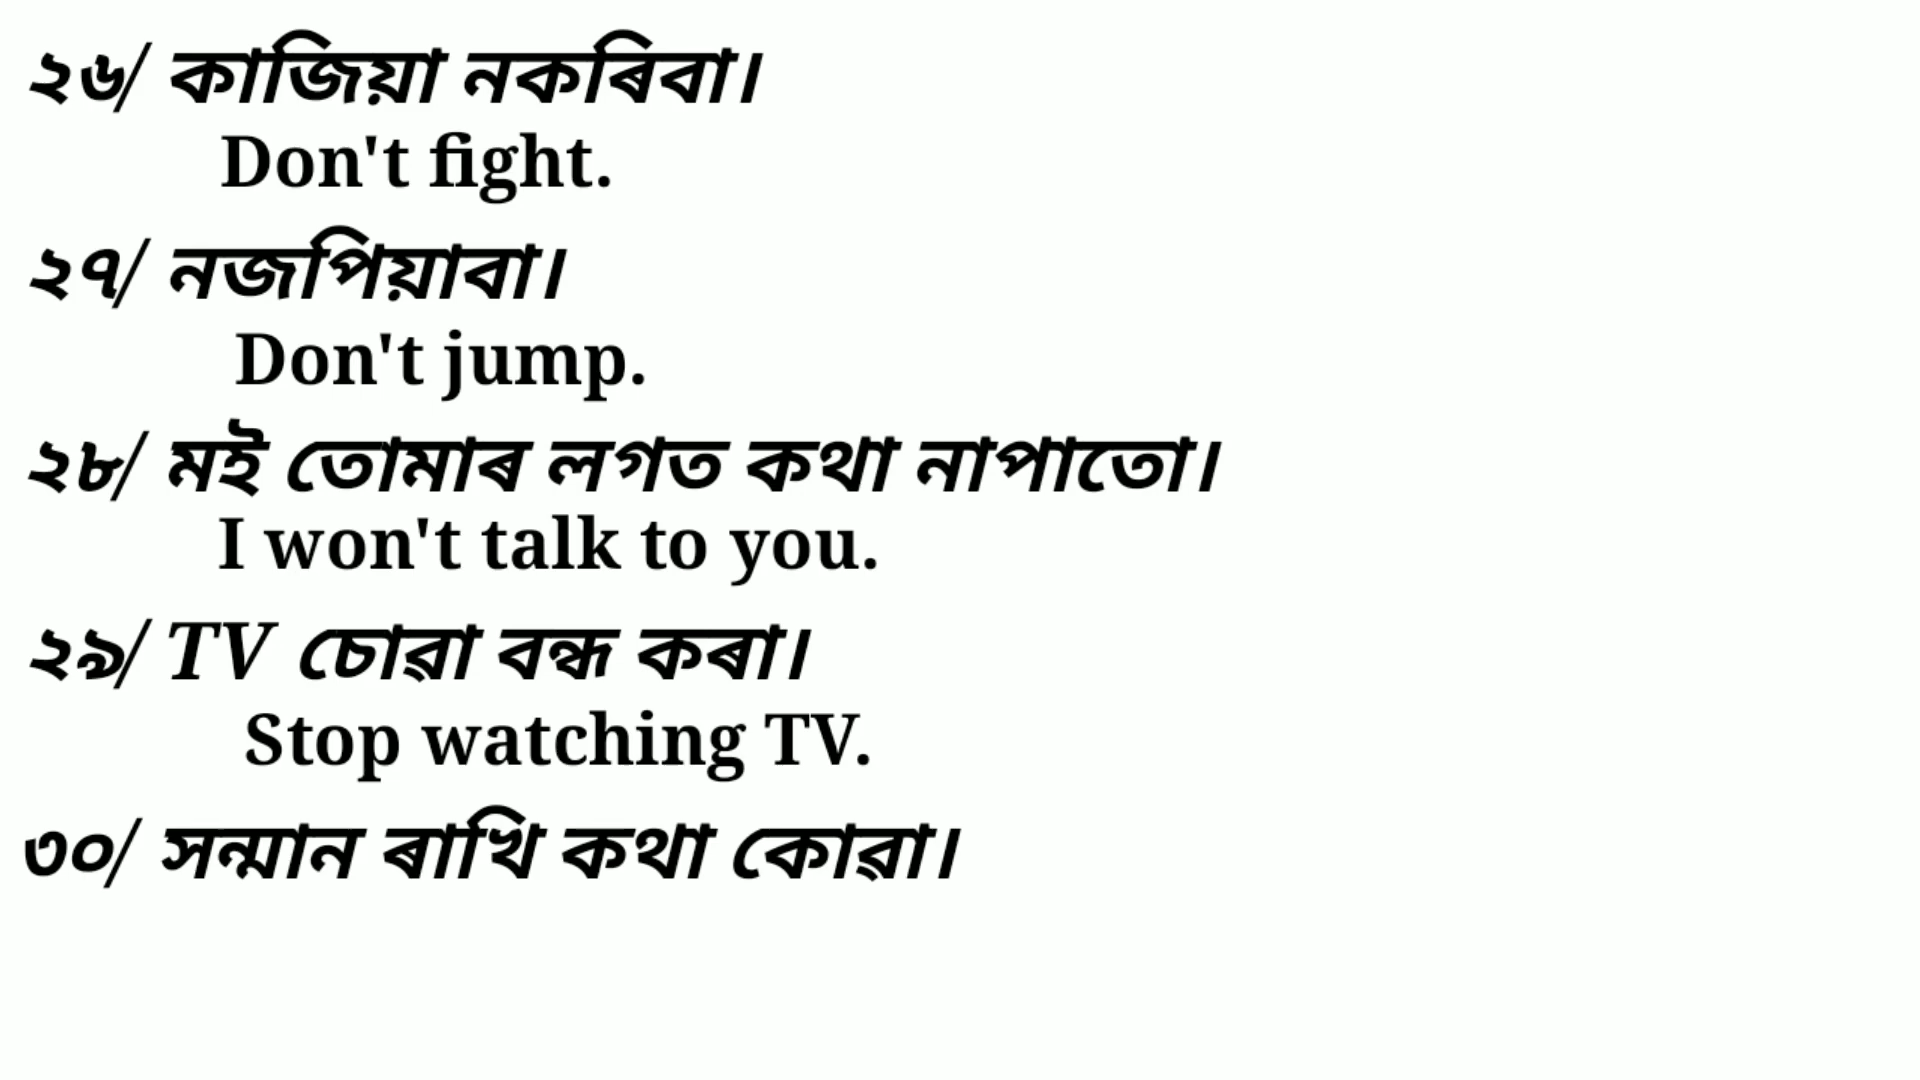 ২৬/ কাজিয়া নকৰিবা।
Don't fight.
২৭/ নজপিয়াবা।
Don't jump.
২৮/ মই তোমাৰ লগত কথা নাপাতো।
I won't talk to you.
২৯/ TV চোৱা বন্ধ কৰা।
Stop watching TV.
৩০/ সন্মান ৰাখি কথা কোৱা।